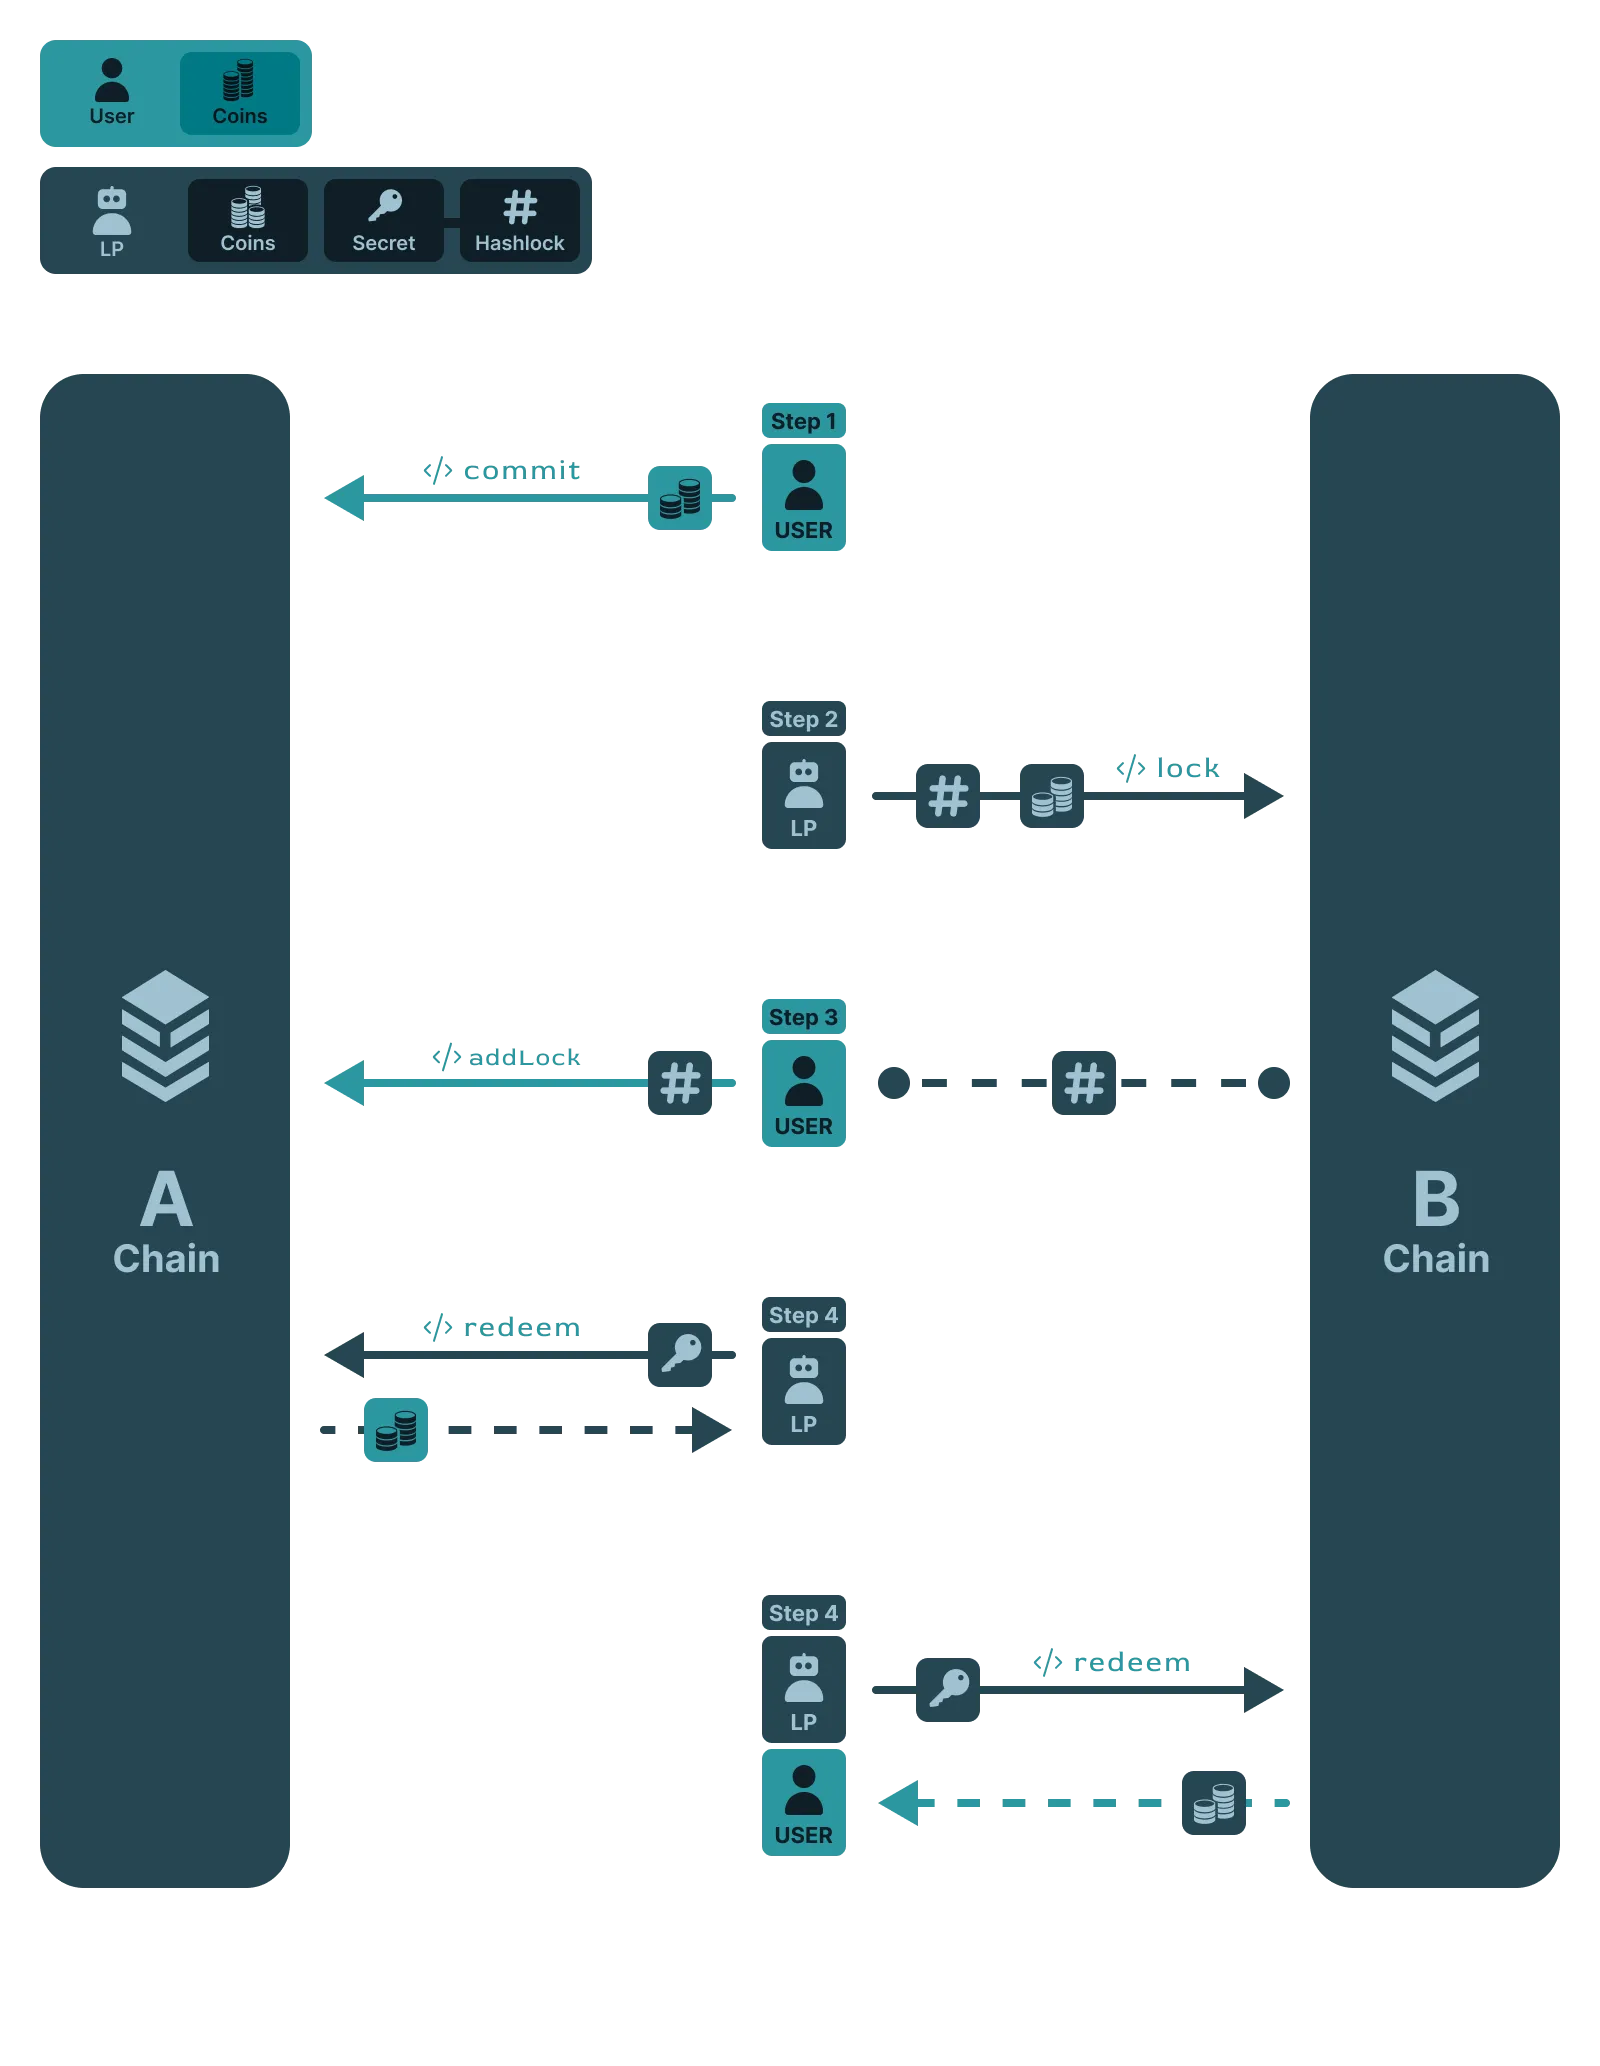 User
Coins
LP
Coins
Secret
Hashlock
Step 1
</> commit
USER
Step 2
</> lock
LP
Step 3
</> addLock
USER
A
Chain
B
Chain
Step 4
</> redeem
LP
Step 4
</> redeem
LP
USER